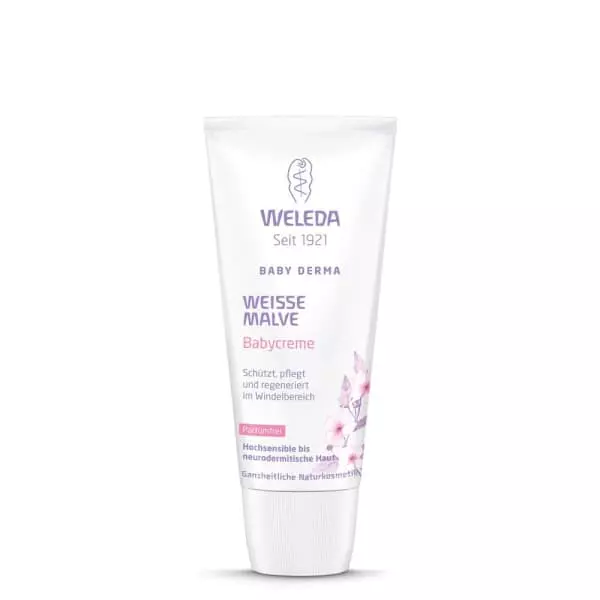 WELEDA
Seit 1921
BABY DERMA
WEISSE
MALVE
Babycreme
Schützt, pflegt
und regeneriert
im Windelbereich
Parfümfrei
Hochsensible bis
neurodermitische Haut
Ganzheitliche Naturkosmetik